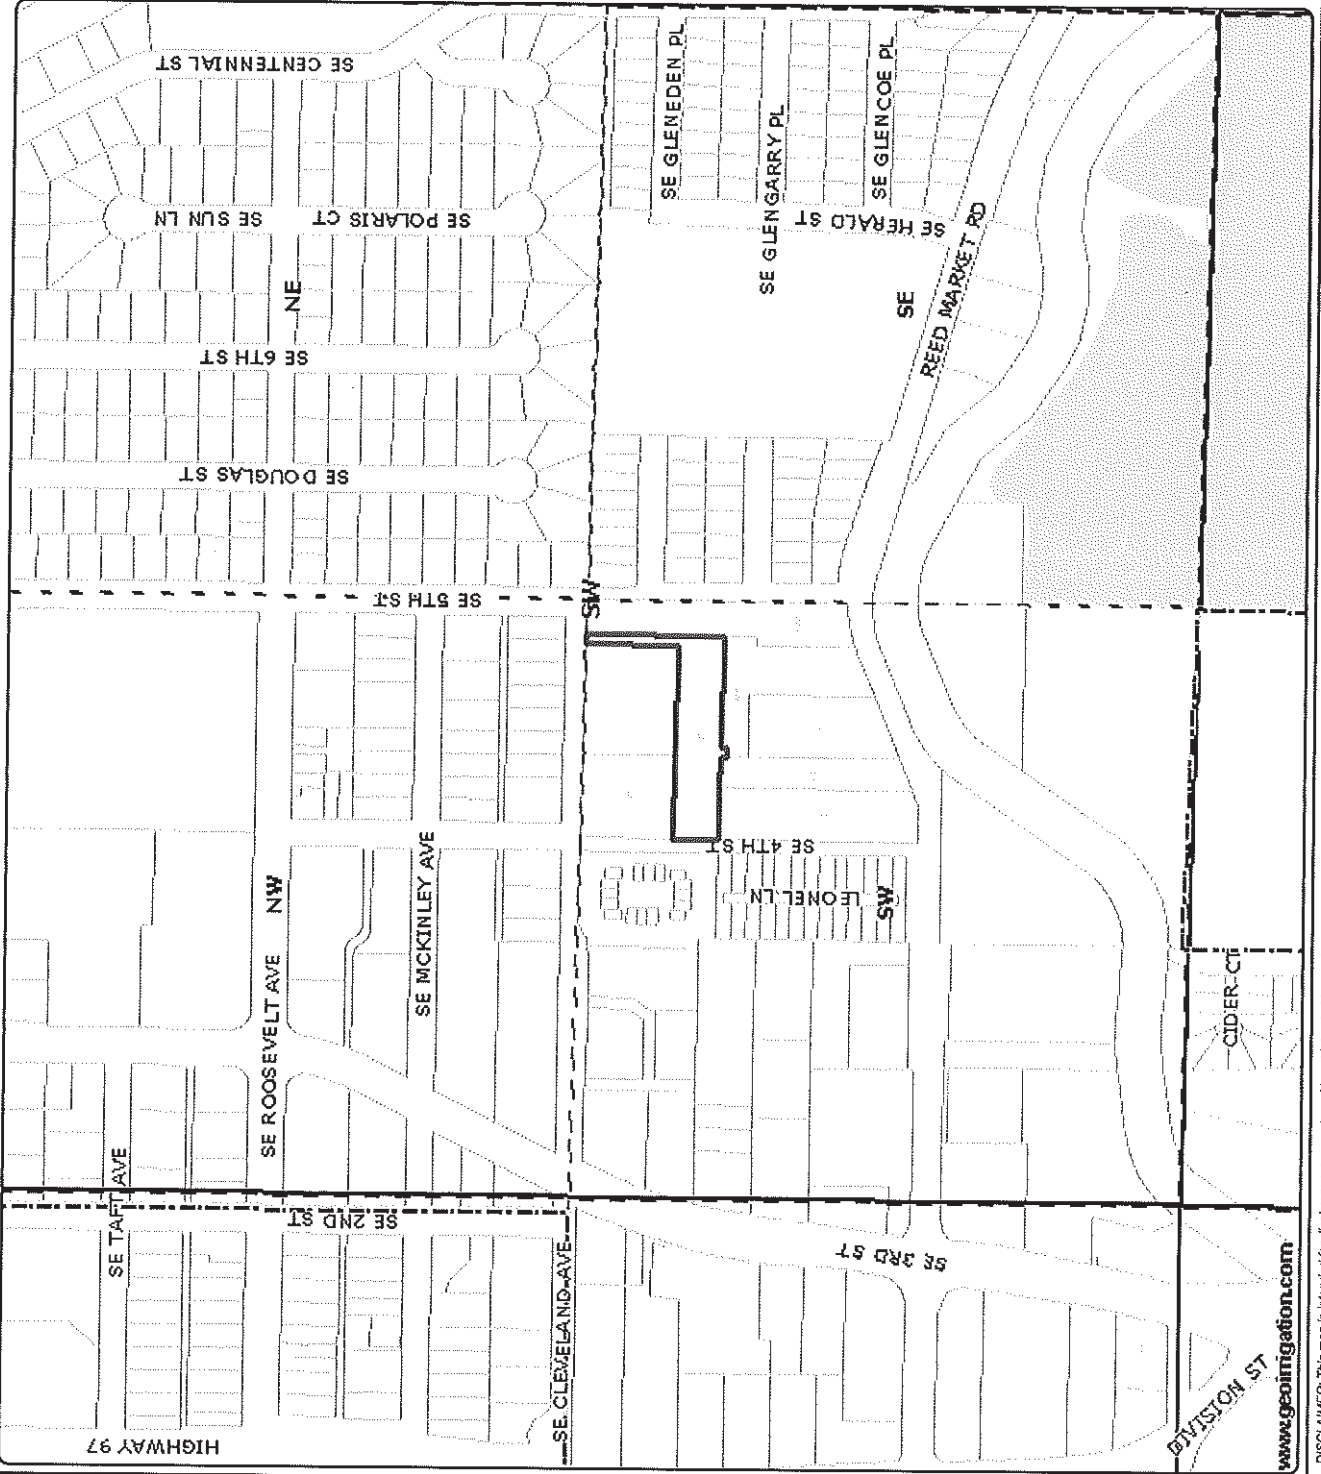 SE CENTENNIAL ST
SE GLENEDEN PL
SE GLENGARRY PL
SE GLENCOE PL
SE SUN LN
SE POLARIS CT
SE HERALD ST
REED MARKET RD
NE
SE
SE 6TH ST
SE DOUGLAS ST
SE 5TH ST
SW
SE 4TH ST
SE MCKINLEY AVE
NW
LEONEL LN
SW
SE ROOSEVELT AVE
CIDER CT
SE TAFT AVE
SE 2ND ST
SE 3RD ST
SE CLEVELAND AVE
HIGHWAY 97
DIVISION ST
www.geoirrigation.com